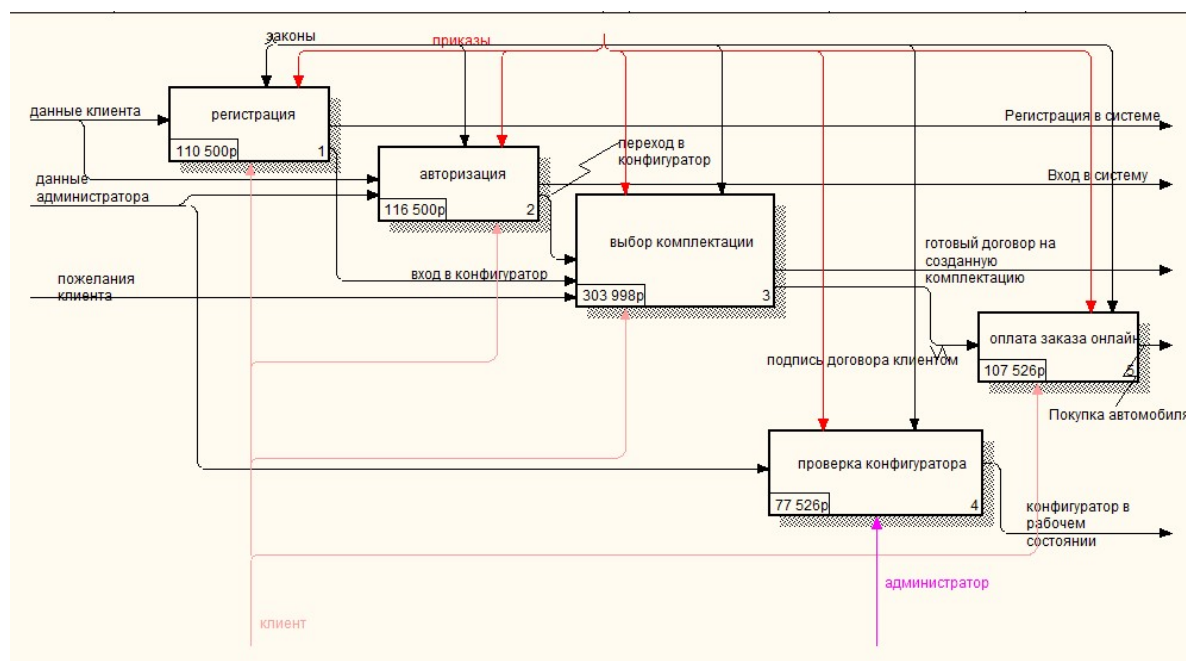 законы
приказы
данные клиента
регистрация
110 500р
1
Регистрация в системе
данные
администратора
авторизация
116 500р
2
переход в
конфигуратор
Вход в систему
выбор комплектации
303 998р
3
вход в конфигуратор
пожелания
клиента
готовый договор на
созданную
комплектацию
оплата заказа онлайн
107 526р
5
подпись договора клиентом
Покупка автомобиля
проверка конфигуратора
77 526р
4
конфигуратор в
рабочем
состоянии
администратор
клиент